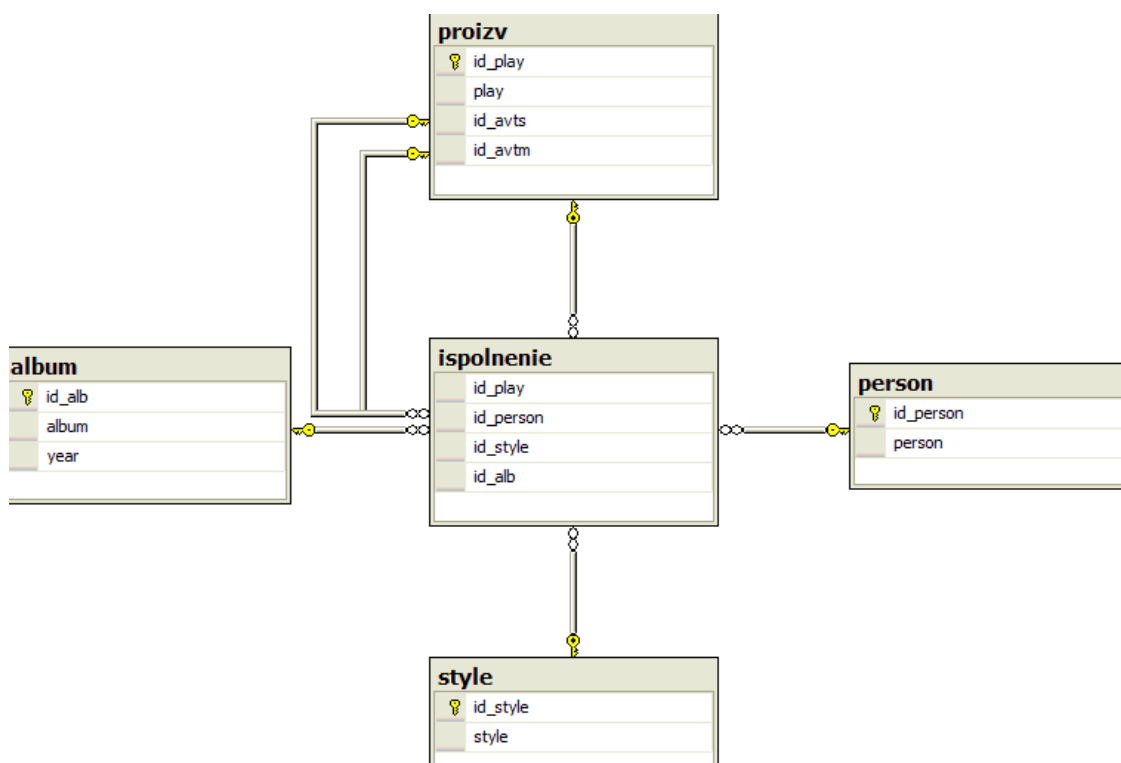 proizv
id_play
play
id_avts
id_avtm
album
id_alb
album
year
ispolnenie
id_play
id_person
id_style
id_alb
person
id_person
person
style
id_style
style